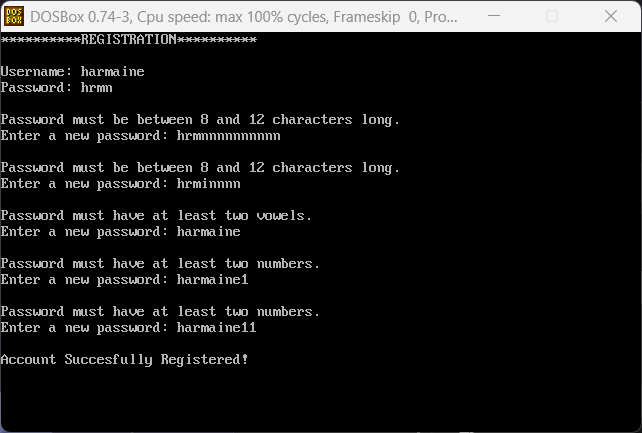 DOS
BOX
DOSBox 0.74-3, Cpu speed: max 100% cycles, Frameskip 0, Pro...
**********REGISTRATION**********
Username: harmaine
Password: hrmn
Password must be between 8 and 12 characters long.
Enter a new password: hrmnnnnnnnnnn
Password must be between 8 and 12 characters long.
Enter a new password: hrminnnn
Password must have at least two vowels.
Enter a new password: harmaine
Password must have at least two numbers.
Enter a new password: harmaine1
Password must have at least two numbers.
Enter a new password: harmaine11
Account Succesfully Registered!